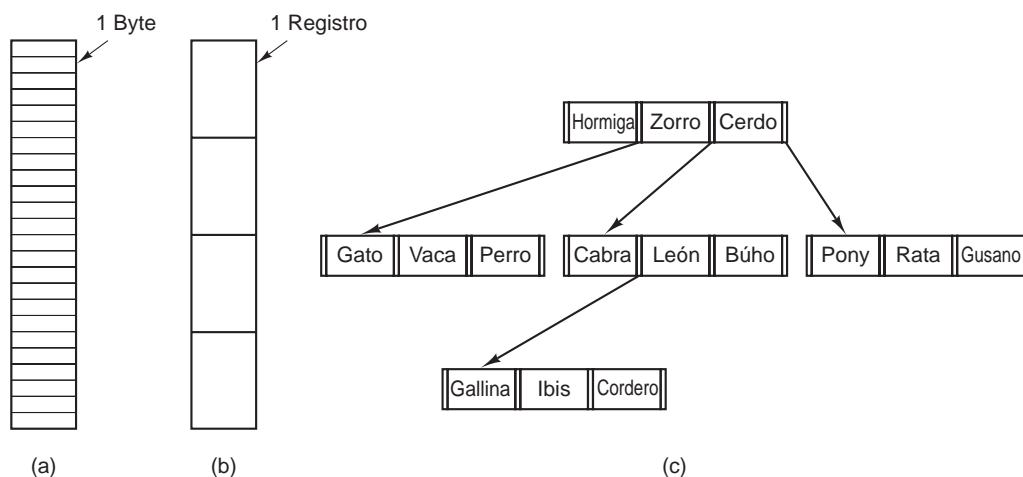 1 Byte
1 Registro
Hormiga Zorro Cerdo
Gato Vaca Perro
Cabra León Búho
Pony Rata Gusano
Gallina Ibis Cordero
(a) (b) (c)